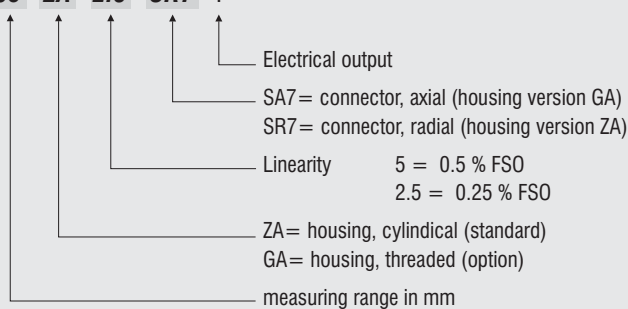 Electrical output
SA7= connector, axial (housing version GA)
SR7= connector, radial (housing version ZA)
Linearity 5 = 0.5 % FSO
2.5 = 0.25 % FSO
ZA= housing, cylindical (standard)
GA= housing, threaded (option)
measuring range in mm